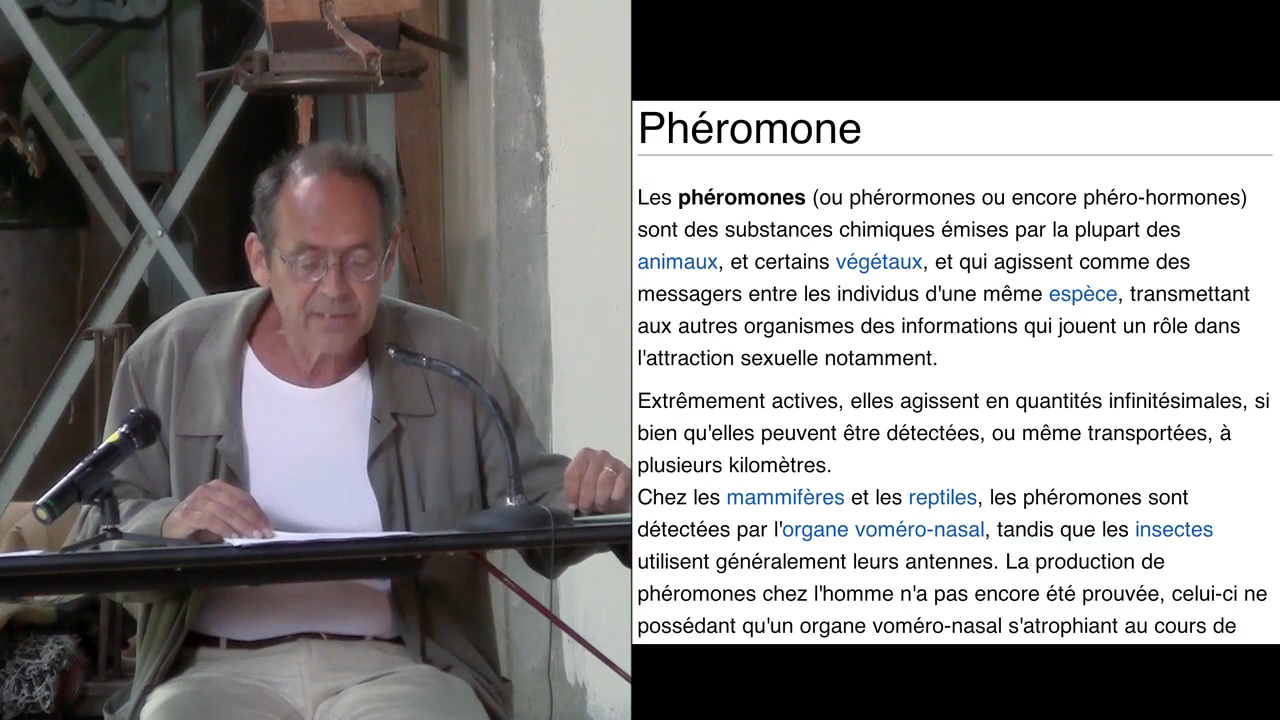 Phéromone
Les phéromones (ou phérormones ou encore phéro-hormones)
sont des substances chimiques émises par la plupart des
animaux, et certains végétaux, et qui agissent comme des
messagers entre les individus d'une même espèce, transmettant
aux autres organismes des informations qui jouent un rôle dans
l'attraction sexuelle notamment.
Extrêmement actives, elles agissent en quantités infinitésimales, si
bien qu'elles peuvent être détectées, ou même transportées, à
plusieurs kilomètres.
Chez les mammifères et les reptiles, les phéromones sont
détectées par l'organe voméro-nasal, tandis que les insectes
utilisent généralement leurs antennes. La production de
phéromones chez l'homme n'a pas encore été prouvée, celui-ci ne
possédant qu'un organe voméro-nasal s'atrophiant au cours de